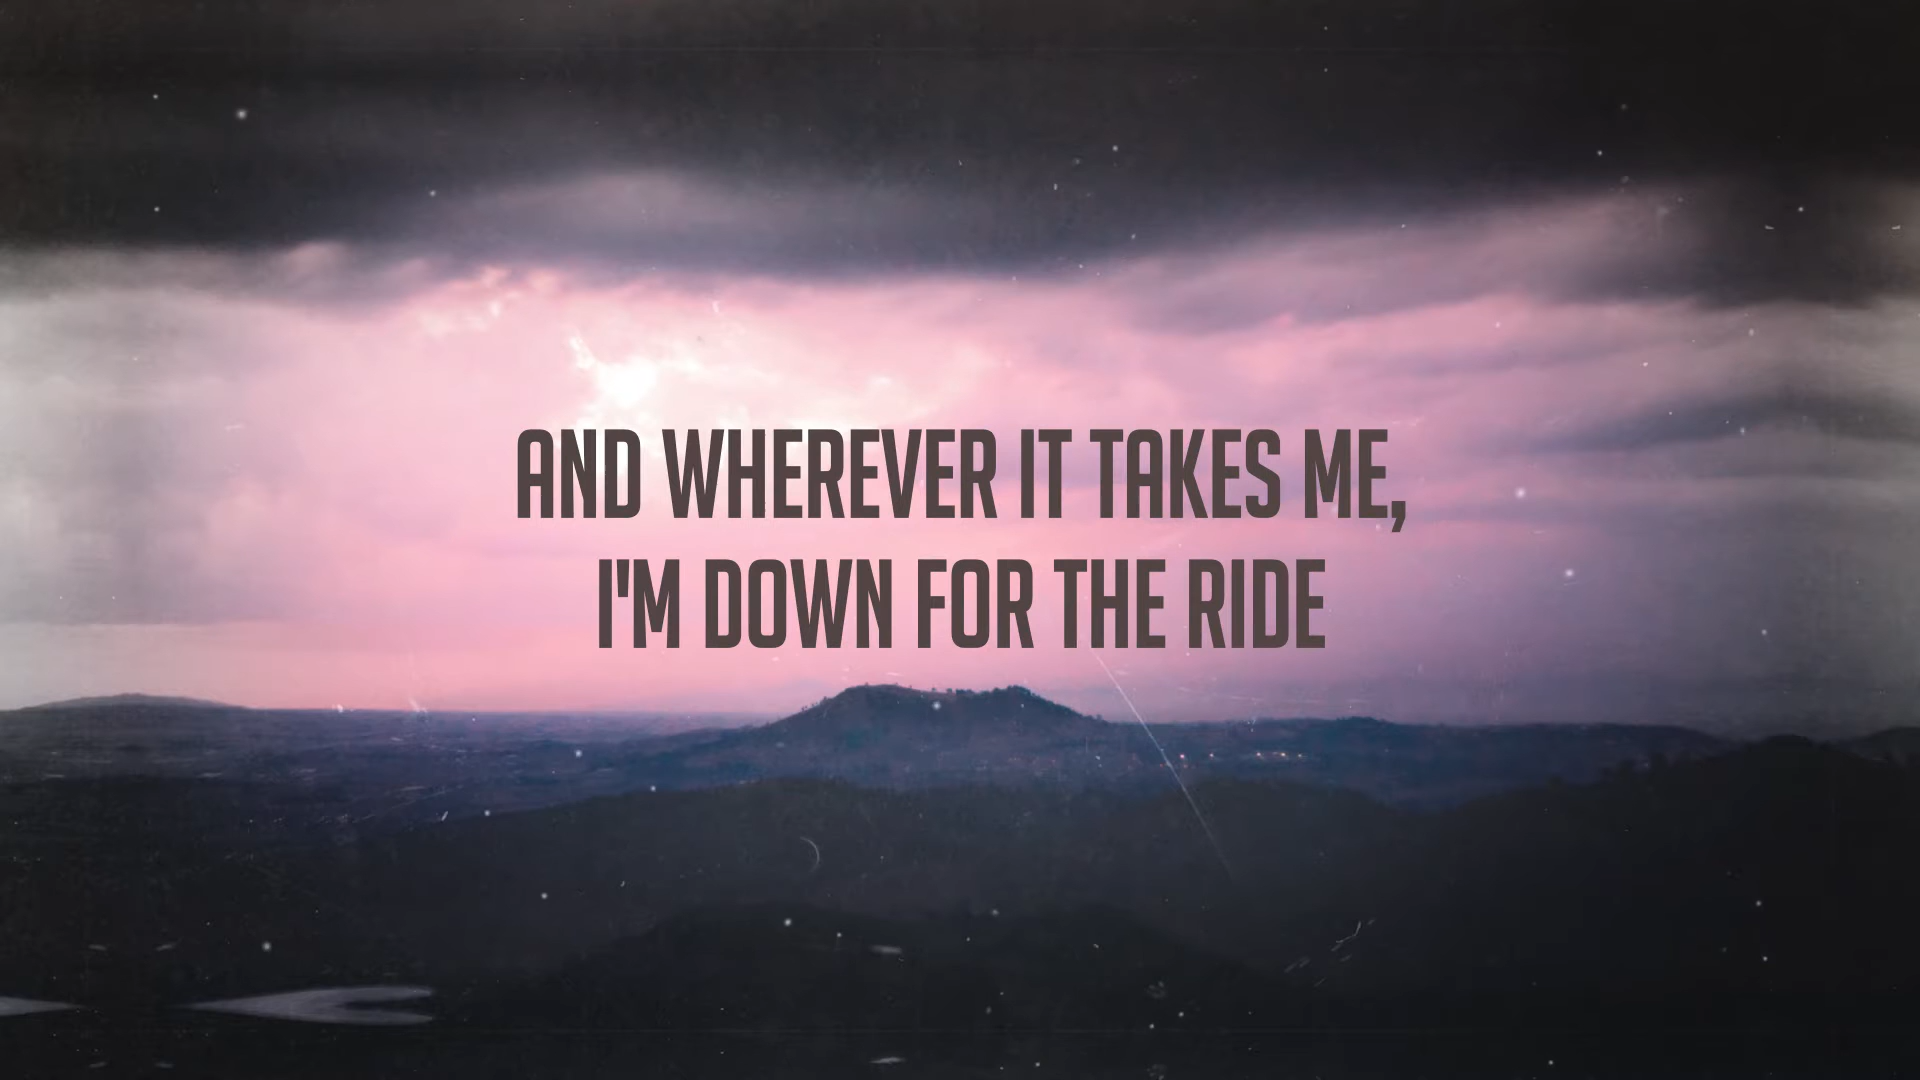 AND WHEREVER IT TAKES ME,
I'M DOWN FOR THE RIDE